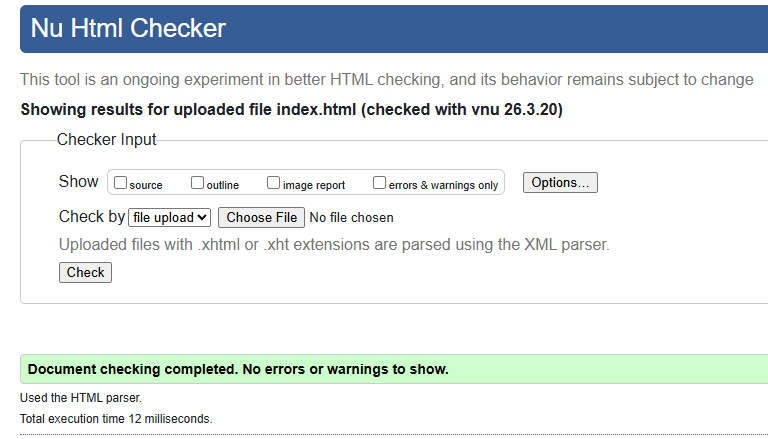 Nu Html Checker
This tool is an ongoing experiment in better HTML checking, and its behavior remains subject to change
Showing results for uploaded file index.html (checked with vnu 26.3.20)
Checker Input
Show source outline image report errors & warnings only Options...
Check by file upload Choose File No file chosen
Uploaded files with .xhtml or .xht extensions are parsed using the XML parser.
Check
Document checking completed. No errors or warnings to show.
Used the HTML parser.
Total execution time 12 milliseconds.